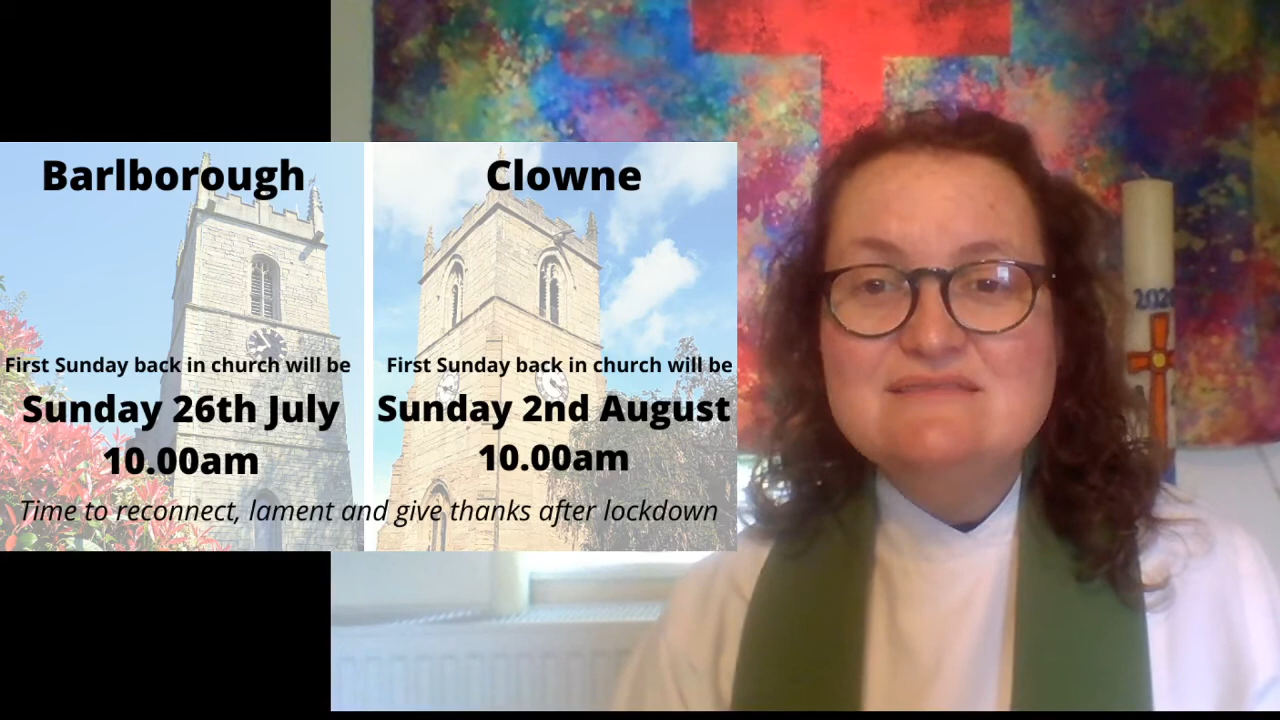 Barlborough
First Sunday back in church will be
Sunday 26th July
10.00am
Clowne
First Sunday back in church will be
Sunday 2nd August
10.00am
Time to reconnect, lament and give thanks after lockdown
2020